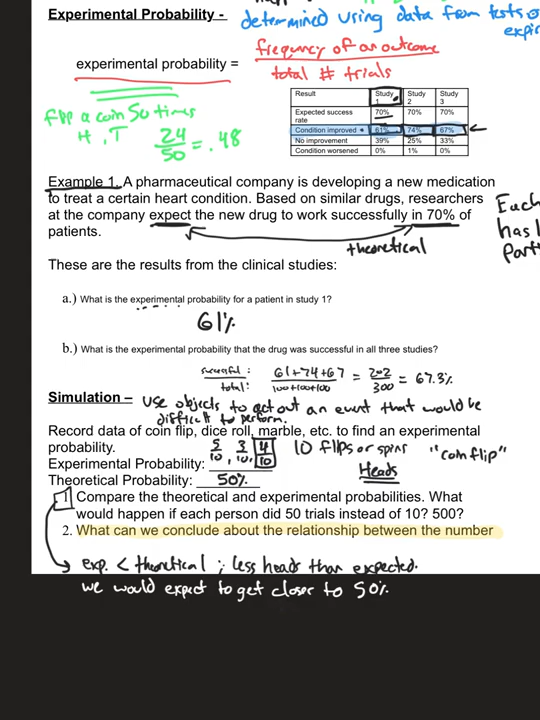 Experimental Probability - determined using data from tests or
frequency of an outcome
experimental probability =
total # trials
flip a coin 50 times
H, T 24/50 = .48
Result Study 1 Study 2 Study 3
Expected success rate 70% 70% 70%
Condition improved 61% 74% 67%
No improvement 39% 25% 33%
Condition worsened 0% 1% 0%
Example 1. A pharmaceutical company is developing a new medication
to treat a certain heart condition. Based on similar drugs, researchers
at the company expect the new drug to work successfully in 70% of
patients.
theoretical
Each
has
These are the results from the clinical studies:
a.) What is the experimental probability for a patient in study 1?
61%
b.) What is the experimental probability that the drug was successful in all three studies?
successful: 61+74+67 = 202 = 67.3%
total: 100+100+100 300
Simulation – use objects to act out an event that would be
difficult to perform.
Record data of coin flip, dice roll, marble, etc. to find an experimental
probability. 5/10, 3/10, 4/10 10 flips or spins "coin flip"
Experimental Probability: Heads
Theoretical Probability: 50%
1 Compare the theoretical and experimental probabilities. What
would happen if each person did 50 trials instead of 10? 500?
2. What can we conclude about the relationship between the number
exp. < theoretical ; less heads than expected.
we would expect to get closer to 50%